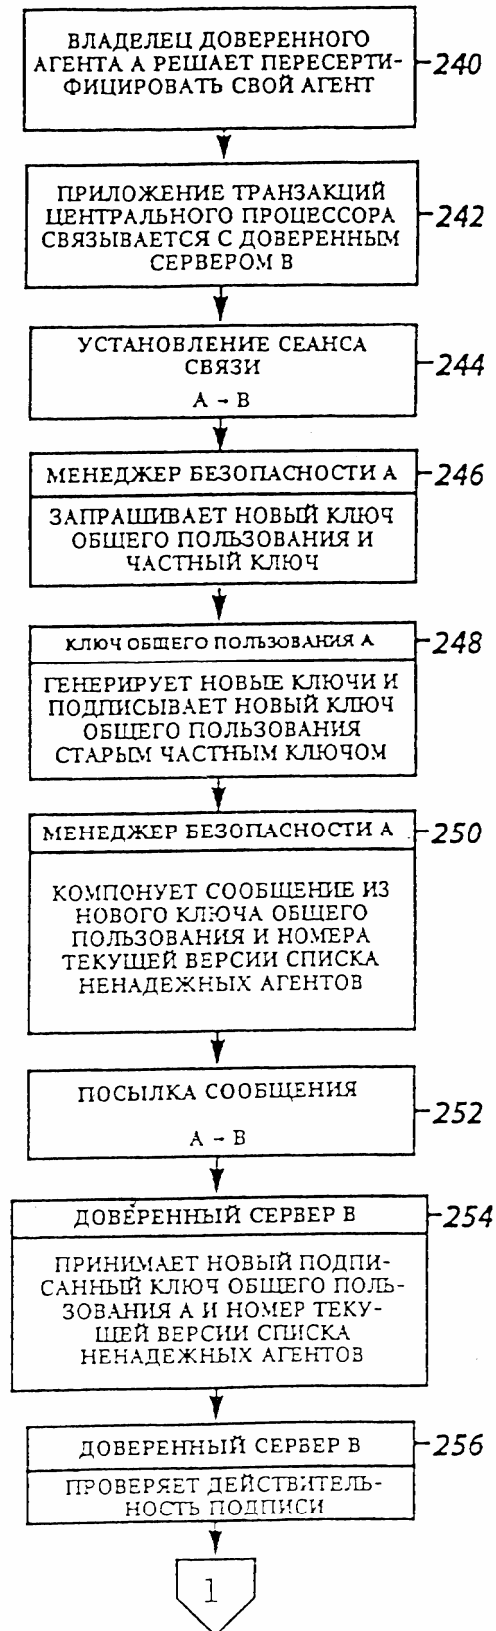 ВЛАДЕЛЕЦ ДОВЕРЕННОГО
АГЕНТА А РЕШАЕТ ПЕРЕСЕРТИ-
ФИЦИРОВАТЬ СВОЙ АГЕНТ
240
ПРИЛОЖЕНИЕ ТРАНЗАКЦИЙ
ЦЕНТРАЛЬНОГО ПРОЦЕССОРА
СВЯЗЫВАЕТСЯ С ДОВЕРЕННЫМ
СЕРВЕРОМ В
242
УСТАНОВЛЕНИЕ СЕАНСА
СВЯЗИ
А - В
244
МЕНЕДЖЕР БЕЗОПАСНОСТИ А
246
ЗАПРАШИВАЕТ НОВЫЙ КЛЮЧ
ОБЩЕГО ПОЛЬЗОВАНИЯ И
ЧАСТНЫЙ КЛЮЧ
КЛЮЧ ОБЩЕГО ПОЛЬЗОВАНИЯ А
248
ГЕНЕРИРУЕТ НОВЫЕ КЛЮЧИ И
ПОДПИСЫВАЕТ НОВЫЙ КЛЮЧ
ОБЩЕГО ПОЛЬЗОВАНИЯ
СТАРЫМ ЧАСТНЫМ КЛЮЧОМ
МЕНЕДЖЕР БЕЗОПАСНОСТИ А
250
КОМПОНУЕТ СООБЩЕНИЕ ИЗ
НОВОГО КЛЮЧА ОБЩЕГО
ПОЛЬЗОВАНИЯ И НОМЕРА
ТЕКУЩЕЙ ВЕРСИИ СПИСКА
НЕНАДЕЖНЫХ АГЕНТОВ
ПОСЫЛКА СООБЩЕНИЯ
А - В
252
ДОВЕРЕННЫЙ СЕРВЕР В
254
ПРИНИМАЕТ НОВЫЙ ПОДПИ-
САННЫЙ КЛЮЧ ОБЩЕГО ПОЛЬ-
ЗОВАНИЯ А И НОМЕР ТЕКУ-
ЩЕЙ ВЕРСИИ СПИСКА
НЕНАДЕЖНЫХ АГЕНТОВ
ДОВЕРЕННЫЙ СЕРВЕР В
256
ПРОВЕРЯЕТ ДЕЙСТВИТЕЛЬ-
НОСТЬ ПОДПИСИ
1